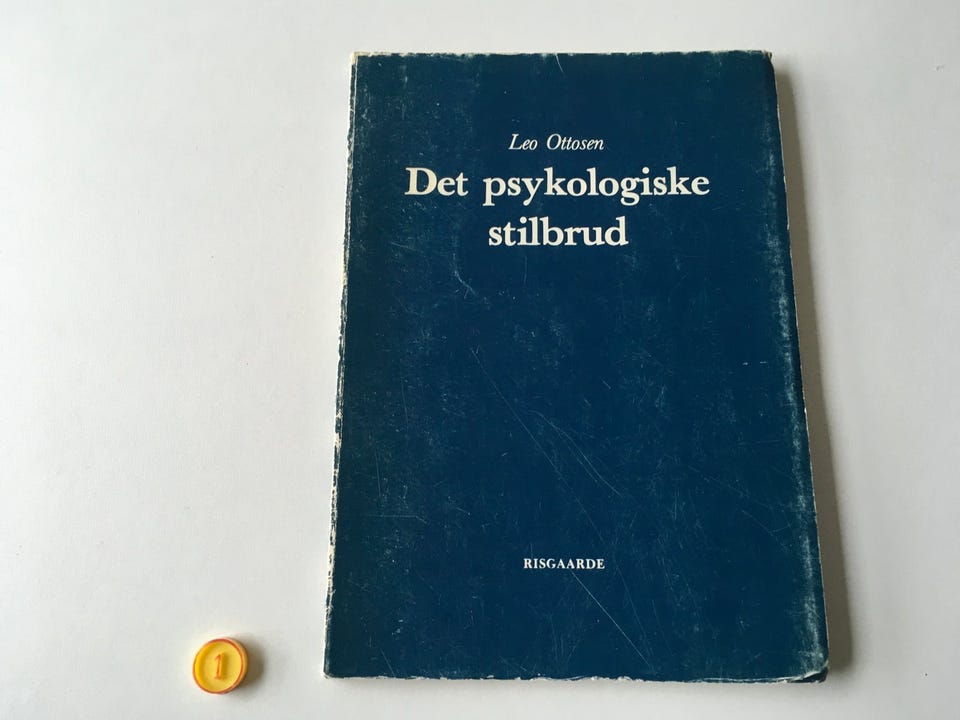 Leo Ottosen
Det psykologiske
stilbrud
RISGAARDE
1